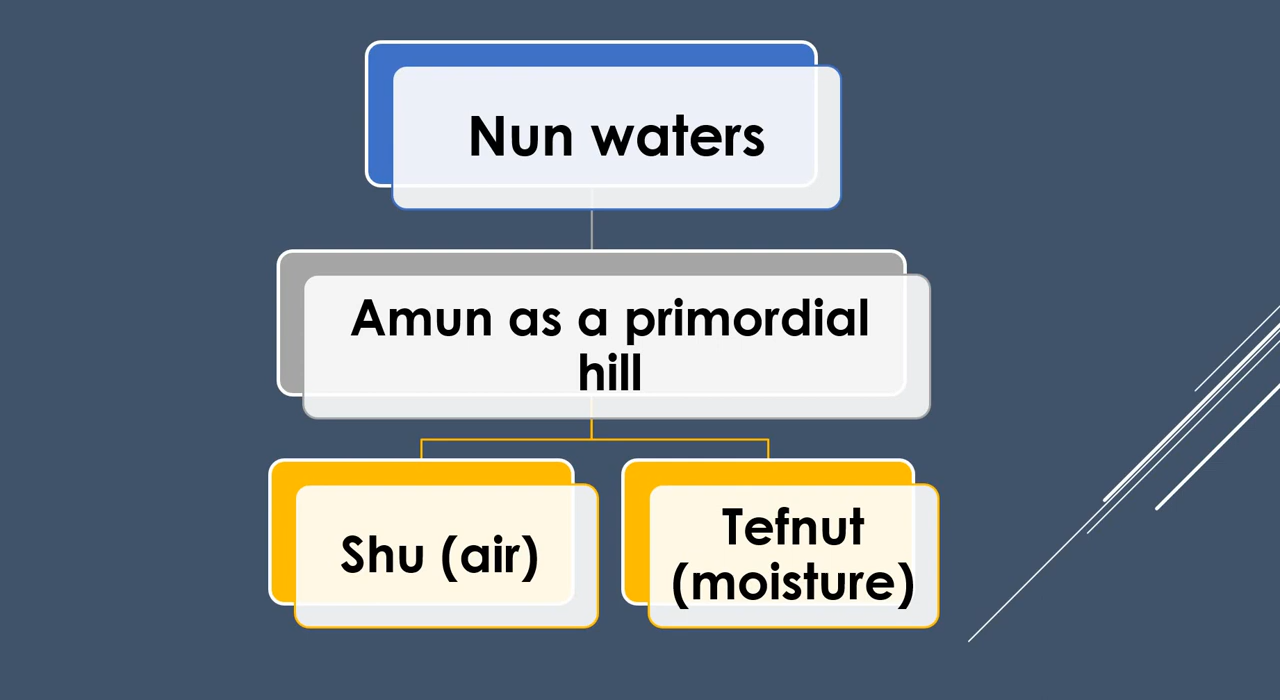 Nun waters
Amun as a primordial
hill
Shu (air)
Tefnut
(moisture)